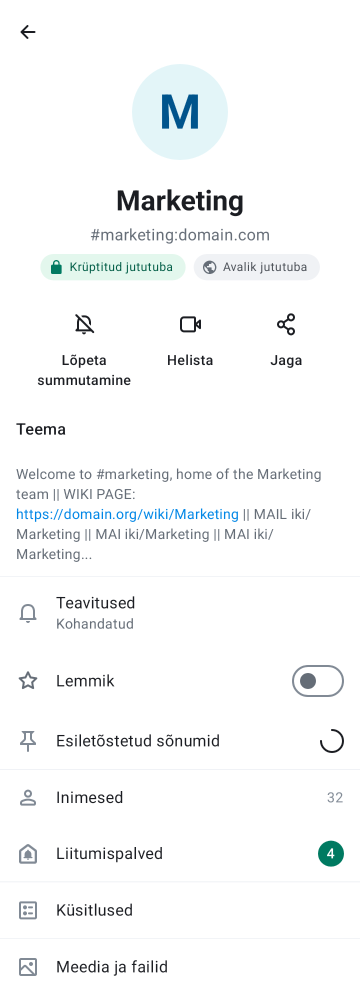 M
Marketing
#marketing:domain.com
Krüptitud jututuba
Avalik jututuba
Lõpeta
summutamine
Helista
Jaga
Teema
Welcome to #marketing, home of the Marketing
team || WIKI PAGE:
https://domain.org/wiki/Marketing || MAIL iki/
Marketing || MAI iki/Marketing || MAI iki/
Marketing...
Teavitused
Kohandatud
Lemmik
Esiletõstetud sõnumid
Inimesed 32
Liitumispalved 4
Küsitlused
Meedia ja failid